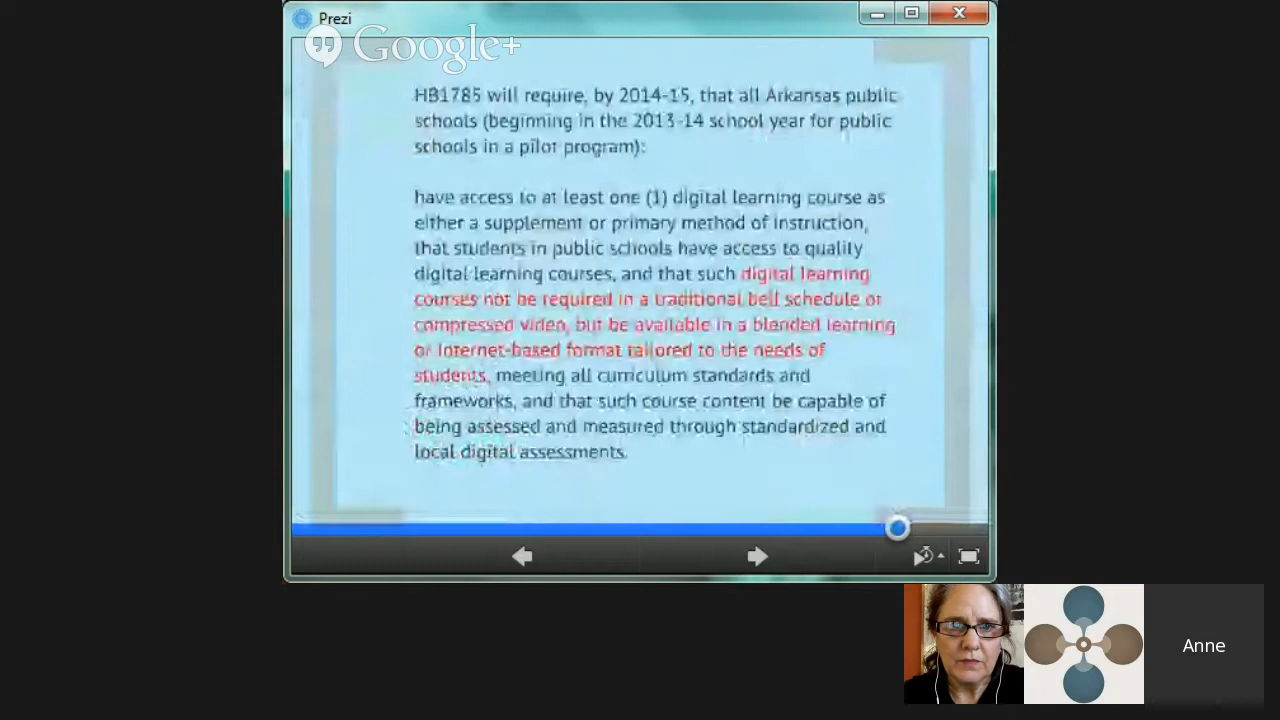 Prezi
Google+
HB1785 will require, by 2014-15, that all Arkansas public
schools (beginning in the 2013-14 school year for public
schools in a pilot program):
have access to at least one (1) digital learning course as
either a supplement or primary method of instruction,
that students in public schools have access to quality
digital learning courses, and that such digital learning
courses not be required in a traditional bell schedule or
compressed video, but be available in a blended learning
or Internet-based format tailored to the needs of
students, meeting all curriculum standards and
frameworks, and that such course content be capable of
being assessed and measured through standardized and
local digital assessments.
Anne